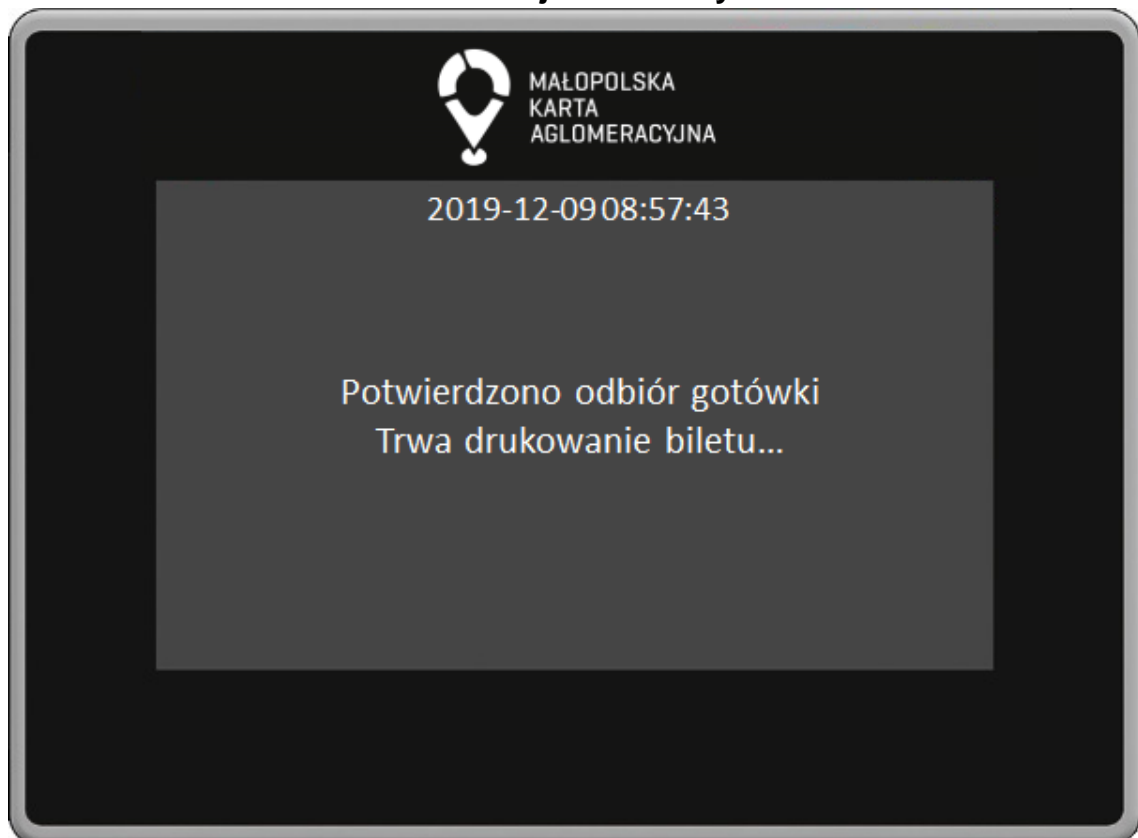 MAŁOPOLSKA
KARTA
AGLOMERACYJNA
2019-12-09 08:57:43
Potwierdzono odbiór gotówki
Trwa drukowanie biletu...